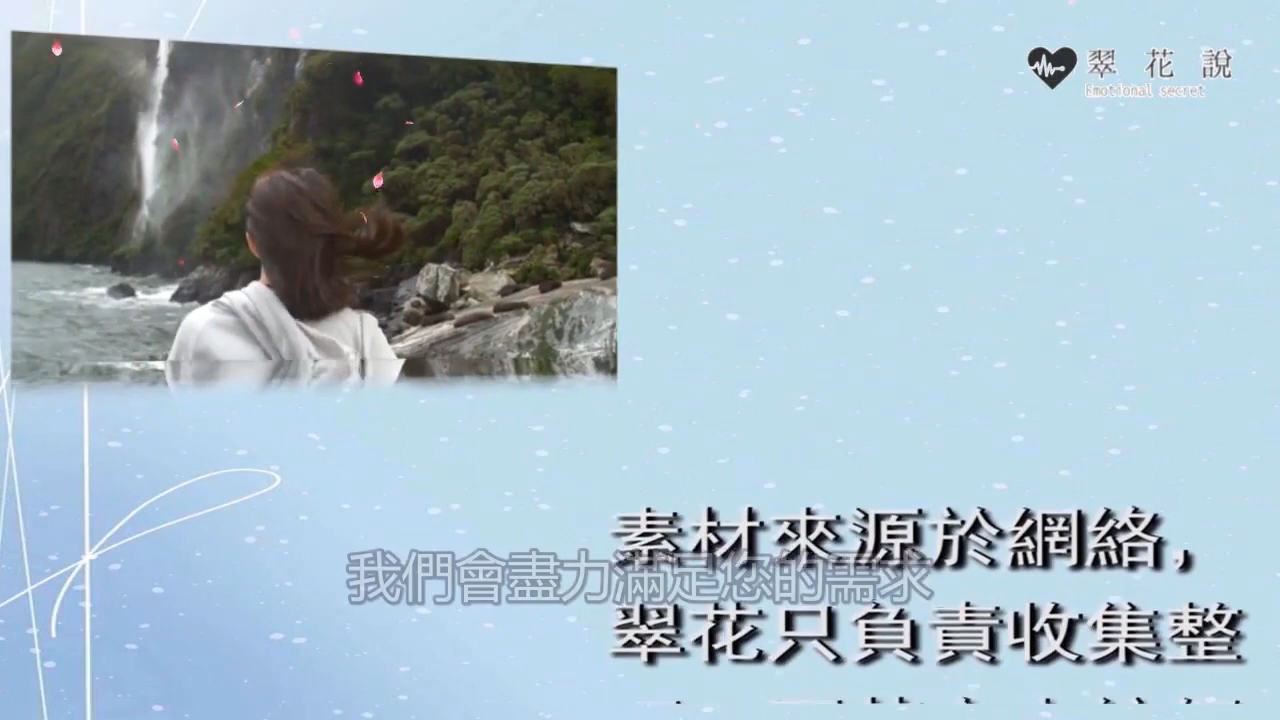 翠花說
Emotional secret
素材來源於網絡,
我們會盡力滿足您的需求
翠花只負責收集整